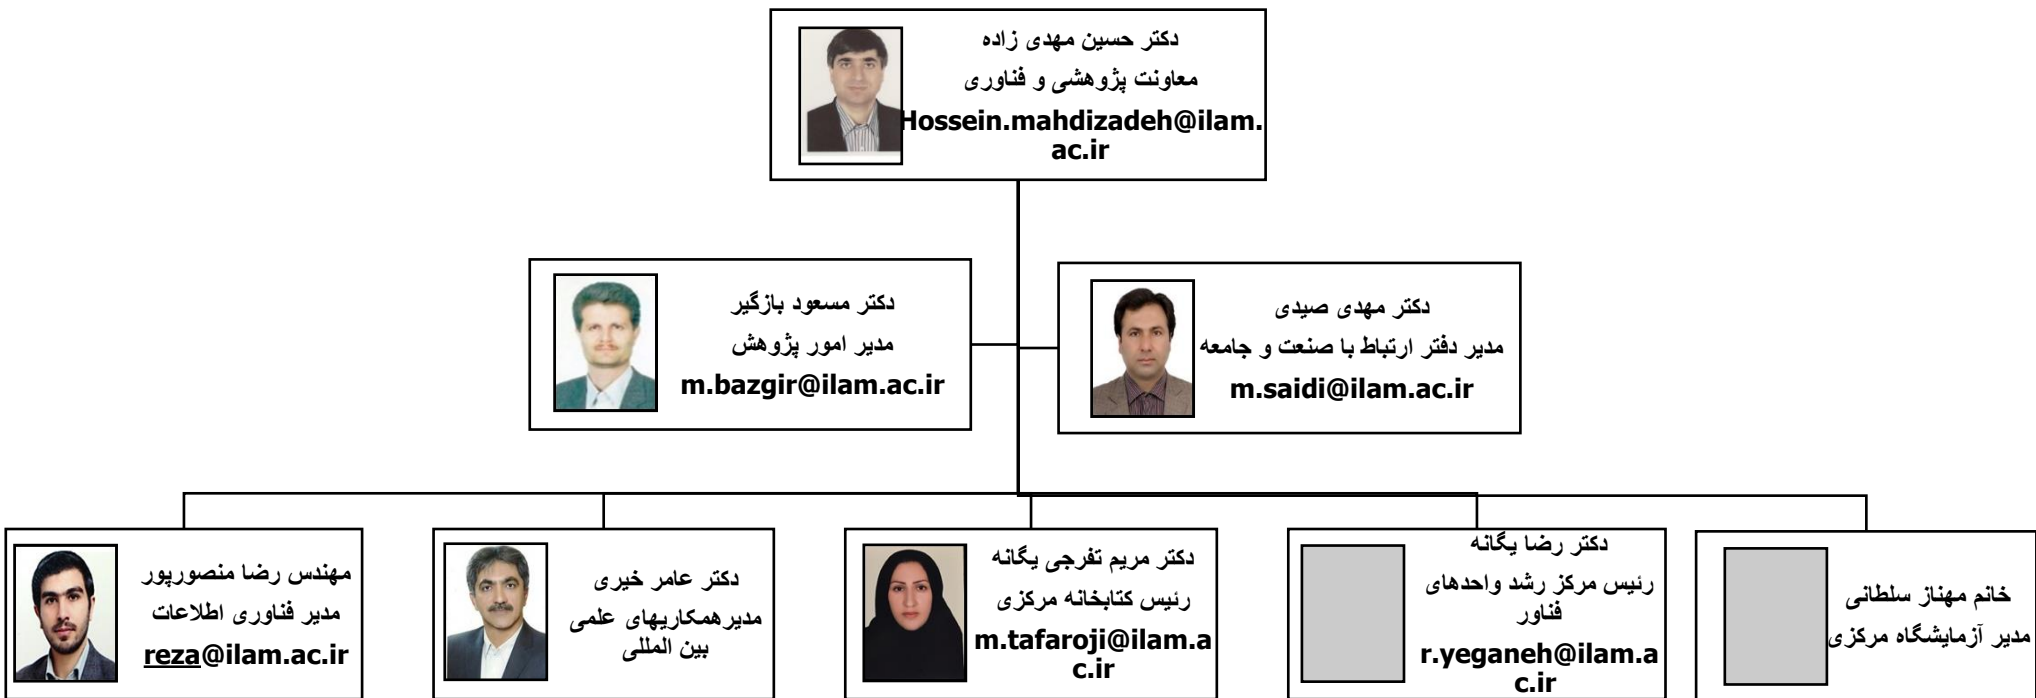 دکتر حسین مهدی زاده
معاونت پژوهشی و فناوری
Hossein.mahdizadeh@ilam.
ac.ir
دکتر مهدی صیدی
مدیر دفتر ارتباط با صنعت و جامعه
m.saidi@ilam.ac.ir
دکتر مسعود بازگیر
مدیر امور پژوهش
m.bazgir@ilam.ac.ir
خانم مهناز سلطانی
مدیر آزمایشگاه مرکزی
دکتر رضا یگانه
رئیس مرکز رشد واحدهای
فناور
r.yeganeh@ilam.a
c.ir
دکتر مریم تفرجی یگانه
رئیس کتابخانه مرکزی
m.tafaroji@ilam.a
c.ir
دکتر عامر خیری
مدیرهمکاریهای علمی
بین المللی
مهندس رضا منصورپور
مدیر فناوری اطلاعات
reza@ilam.ac.ir